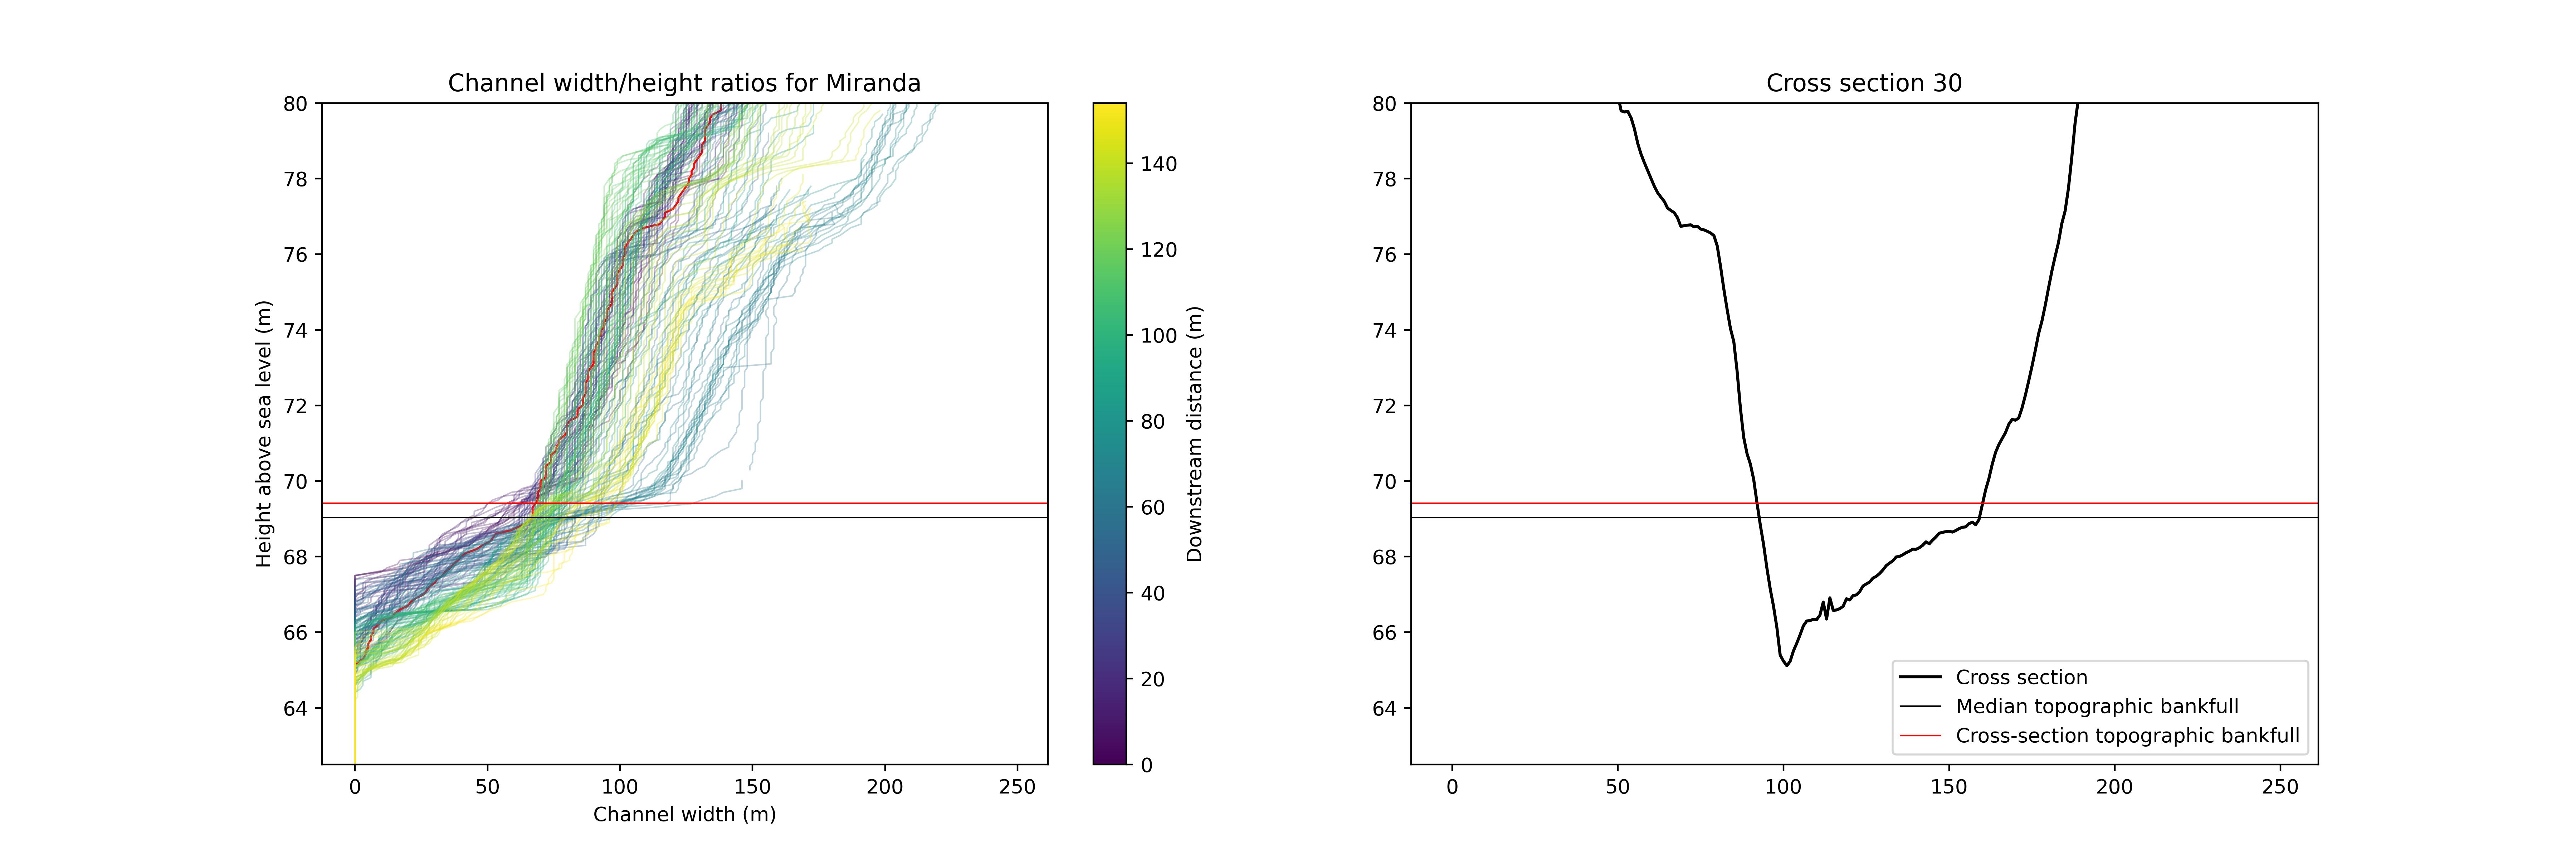 Channel width/height ratios for Miranda
80
78
76
74
72
70
68
66
64
Height above sea level (m)
0 50 100 150 200 250
Channel width (m)
140
120
100
80
60
40
20
0
Downstream distance (m)
Cross section 30
80
78
76
74
72
70
68
66
64
0 50 100 150 200 250
Cross section
Median topographic bankfull
Cross-section topographic bankfull